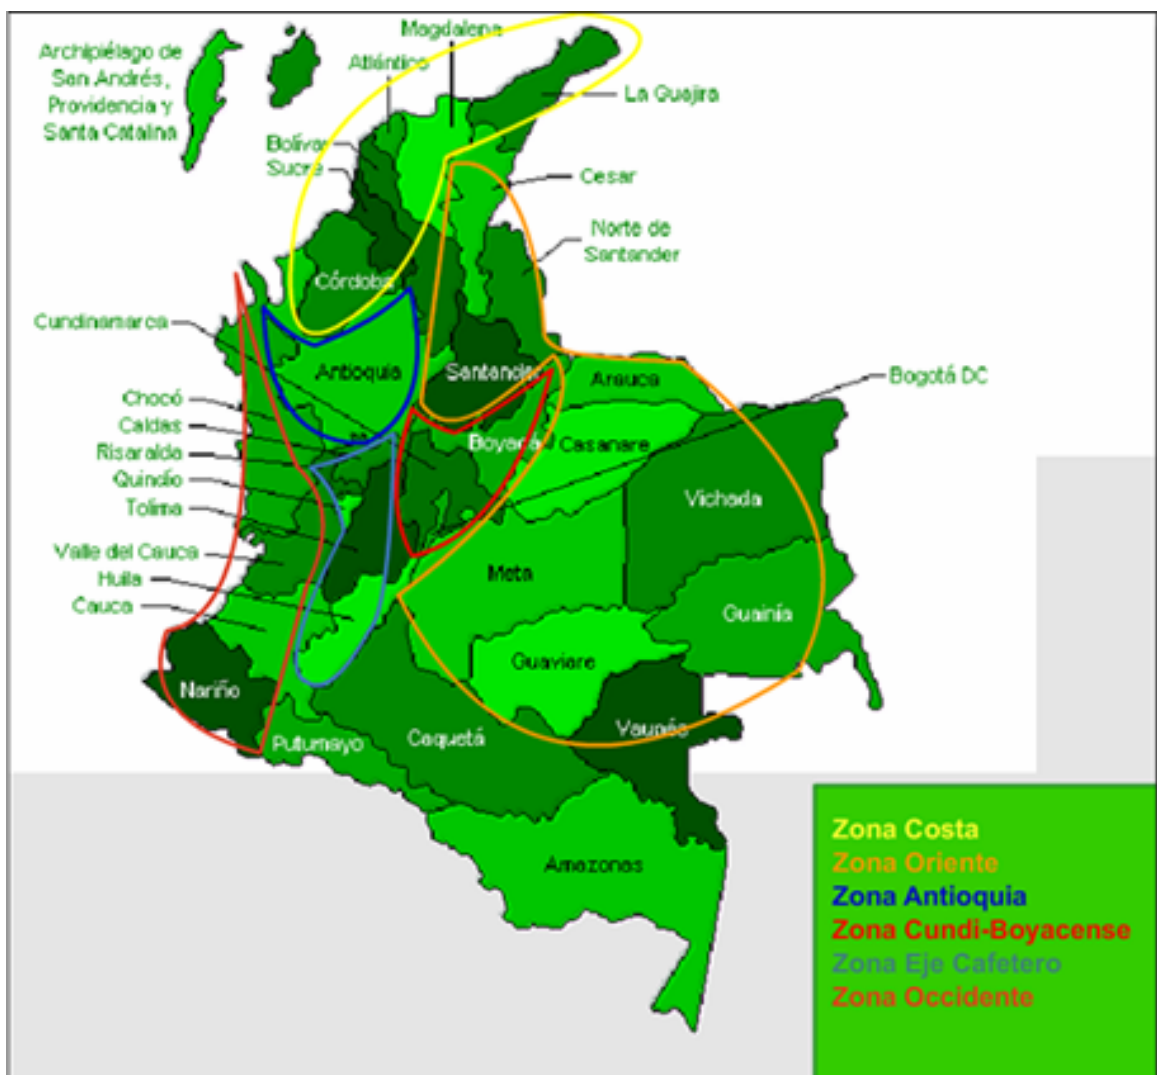 Magdalena
Archipiélago de
San Andrés,
Providencia y
Santa Catalina
Atlántico
La Guajira
Bolívar
Sucre
Cesar
Norte de
Santander
Córdoba
Cundinamarca
Antioquia
Santander
Arauca
Bogotá DC
Chocó
Caldas
Risaralda
Quindío
Tolima
Boyacá
Casanare
Vichada
Valle del Cauca
Huila
Cauca
Meta
Guainía
Guaviare
Nariño
Putumayo
Caquetá
Vaupés
Amazonas
Zona Costa
Zona Oriente
Zona Antioquia
Zona Cundi-Boyacense
Zona Eje Cafetero
Zona Occidente